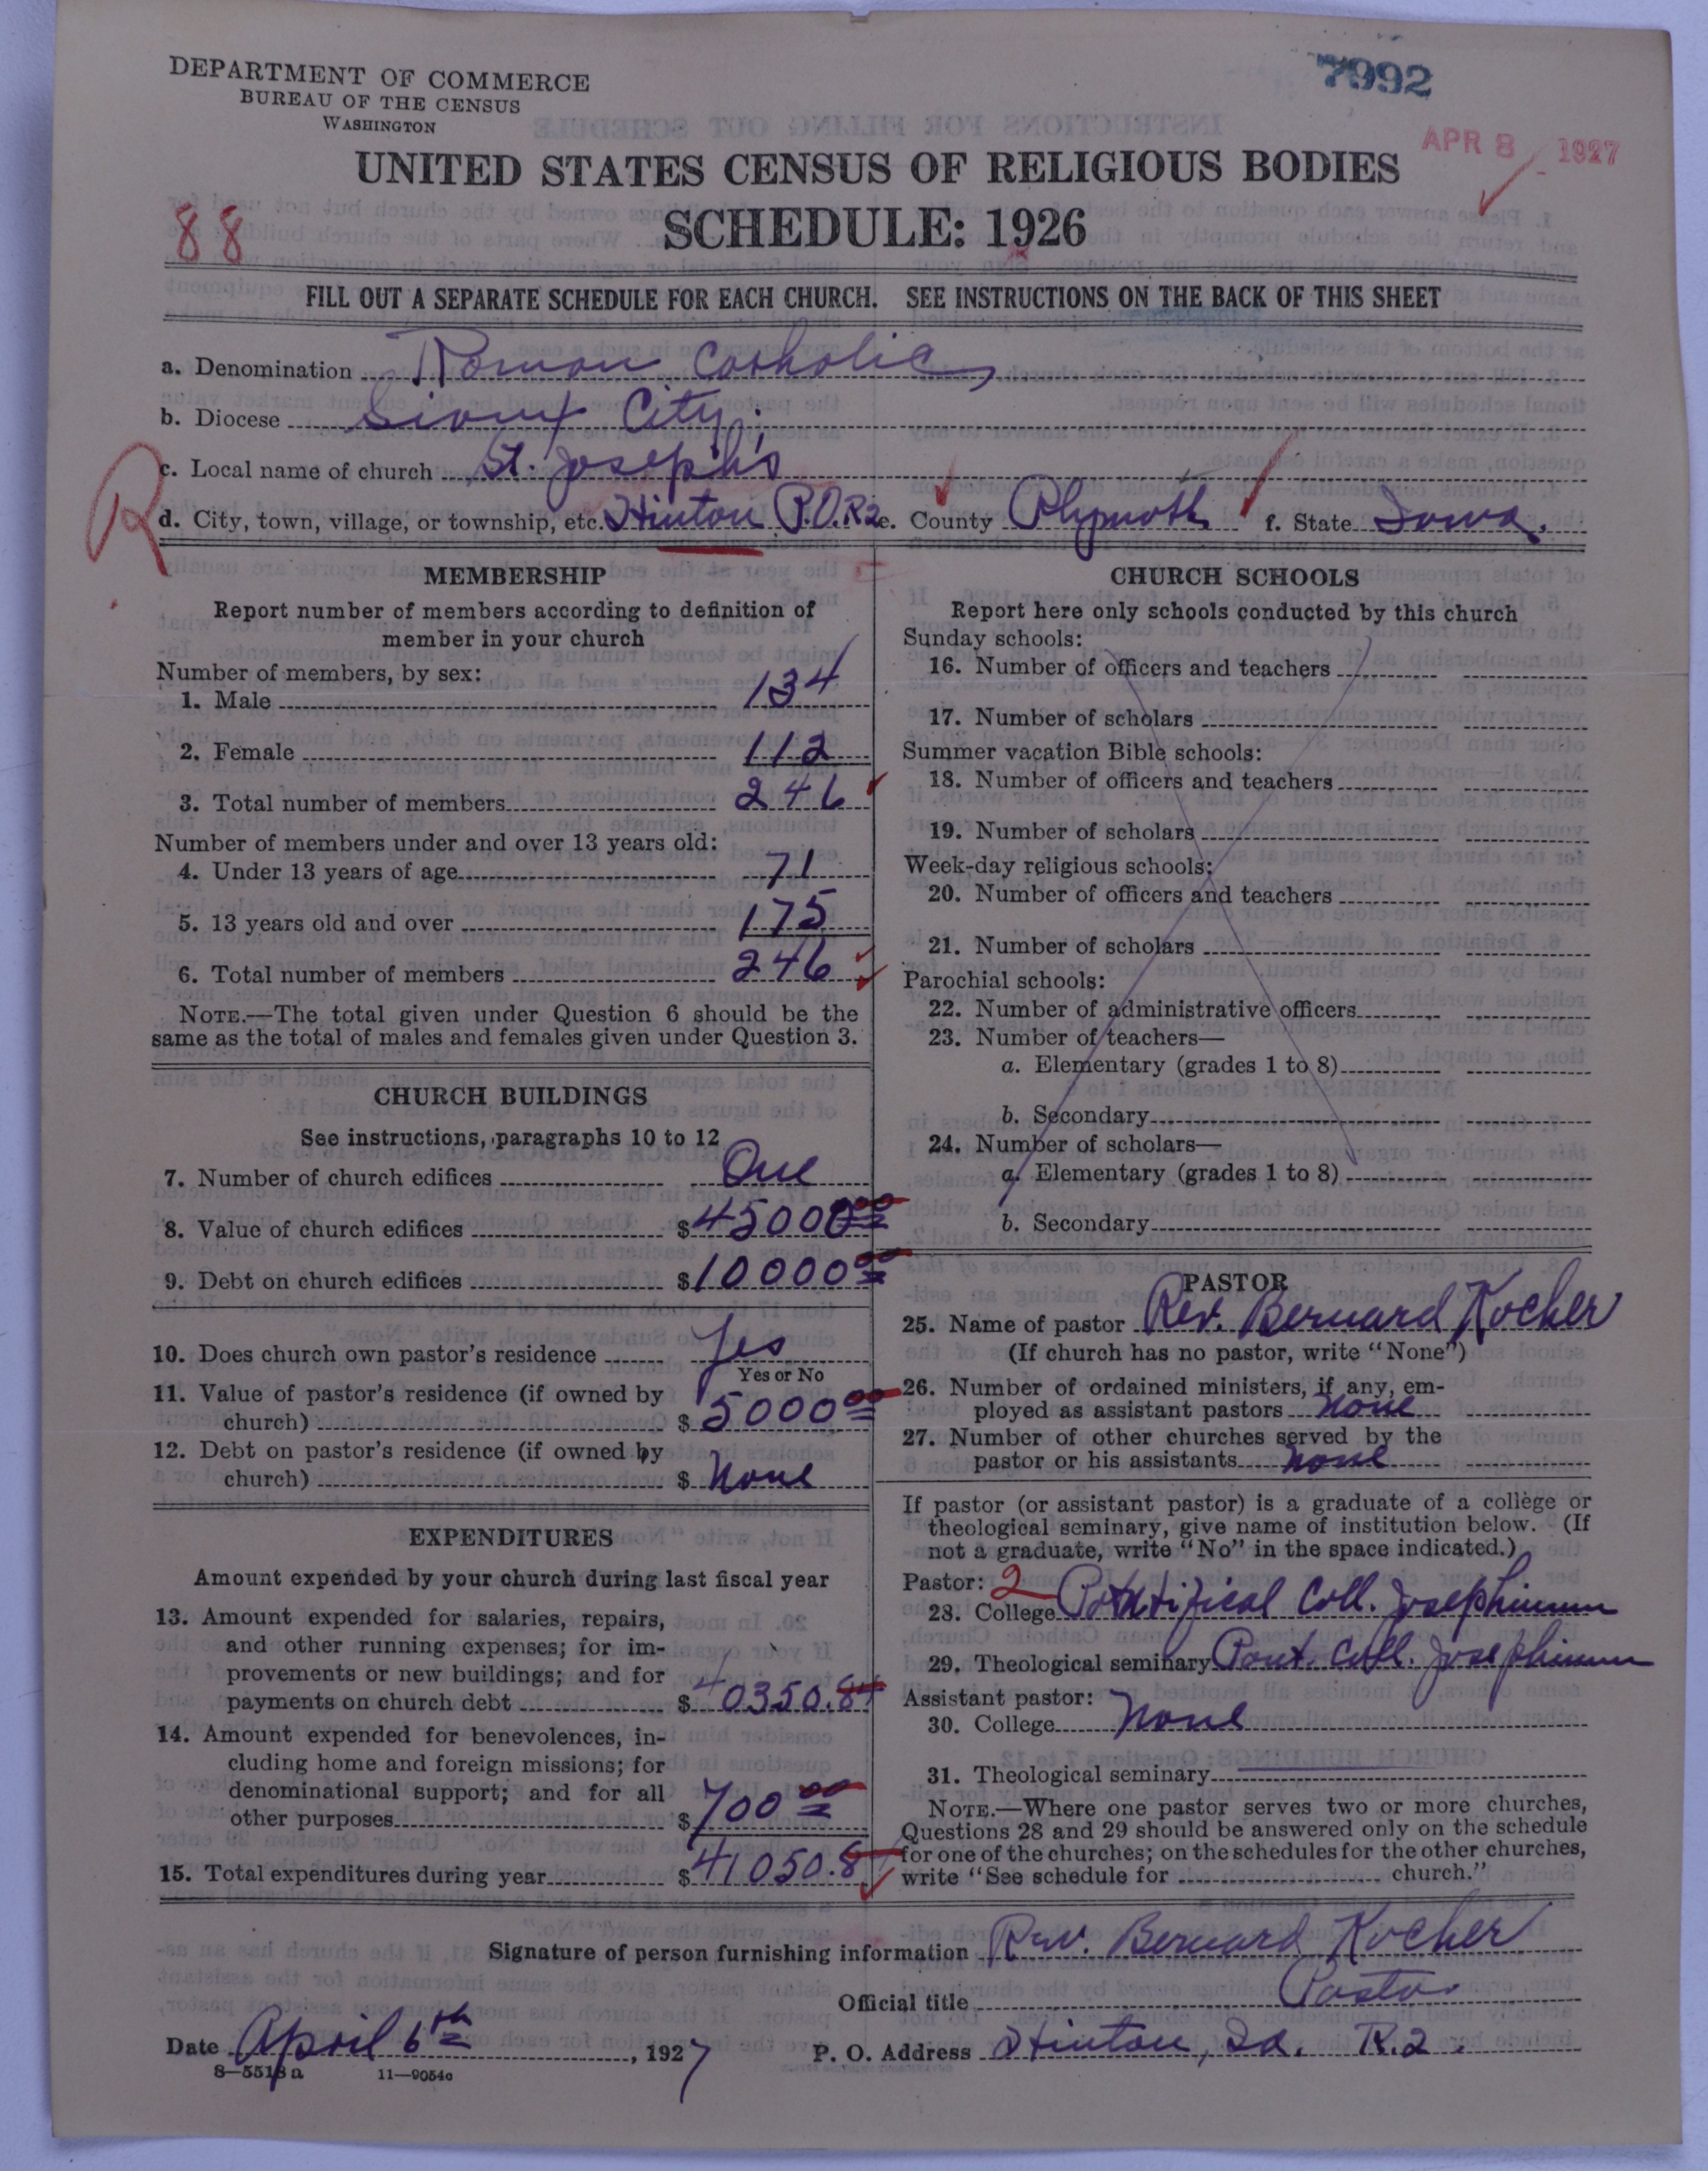 DEPARTMENT OF COMMERCE
BUREAU OF THE CENSUS
WASHINGTON
7992
APR 8 1927
UNITED STATES CENSUS OF RELIGIOUS BODIES
88
SCHEDULE: 1926
FILL OUT A SEPARATE SCHEDULE FOR EACH CHURCH. SEE INSTRUCTIONS ON THE BACK OF THIS SHEET
a. Denomination Roman Catholic
b. Diocese Sioux City;
c. Local name of church St. Joseph's
R
d. City, town, village, or township, etc. Hinton P.O.R2 e. County Plymoth f. State Iowa.
MEMBERSHIP
Report number of members according to definition of
member in your church
Number of members, by sex:
1. Male 134
2. Female 112
3. Total number of members 246
Number of members under and over 13 years old:
4. Under 13 years of age 71
5. 13 years old and over 175
6. Total number of members 246
NOTE.—The total given under Question 6 should be the
same as the total of males and females given under Question 3.
CHURCH BUILDINGS
See instructions, paragraphs 10 to 12
7. Number of church edifices One
8. Value of church edifices $45000 00
9. Debt on church edifices $10000 00
10. Does church own pastor's residence Yes
Yes or No
11. Value of pastor's residence (if owned by
church) $5000 00
12. Debt on pastor's residence (if owned by
church) $ None
EXPENDITURES
Amount expended by your church during last fiscal year
13. Amount expended for salaries, repairs,
and other running expenses; for im-
provements or new buildings; and for
payments on church debt $40350.84
14. Amount expended for benevolences, in-
cluding home and foreign missions; for
denominational support; and for all
other purposes $700 00
15. Total expenditures during year $41050.8
CHURCH SCHOOLS
Report here only schools conducted by this church
Sunday schools:
16. Number of officers and teachers
17. Number of scholars
Summer vacation Bible schools:
18. Number of officers and teachers
19. Number of scholars
Week-day religious schools:
20. Number of officers and teachers
21. Number of scholars
Parochial schools:
22. Number of administrative officers
23. Number of teachers—
a. Elementary (grades 1 to 8)
b. Secondary
24. Number of scholars—
a. Elementary (grades 1 to 8)
b. Secondary
PASTOR
25. Name of pastor Rev. Bernard Kocher
(If church has no pastor, write "None")
26. Number of ordained ministers, if any, em-
ployed as assistant pastors None
27. Number of other churches served by the
pastor or his assistants None
If pastor (or assistant pastor) is a graduate of a college or
theological seminary, give name of institution below. (If
not a graduate, write "No" in the space indicated.)
Pastor: 2
28. College Pontifical Coll. Josephinum
29. Theological seminary Pont. Coll. Josephinum
Assistant pastor:
30. College None
31. Theological seminary
NOTE.—Where one pastor serves two or more churches,
Questions 28 and 29 should be answered only on the schedule
for one of the churches; on the schedules for the other churches,
write "See schedule for church."
Signature of person furnishing information Rev. Bernard Kocher
Official title Pastor
Date April 6th, 1927 P. O. Address Hinton, Ia. R.2.
8—5513 a 11—9054c